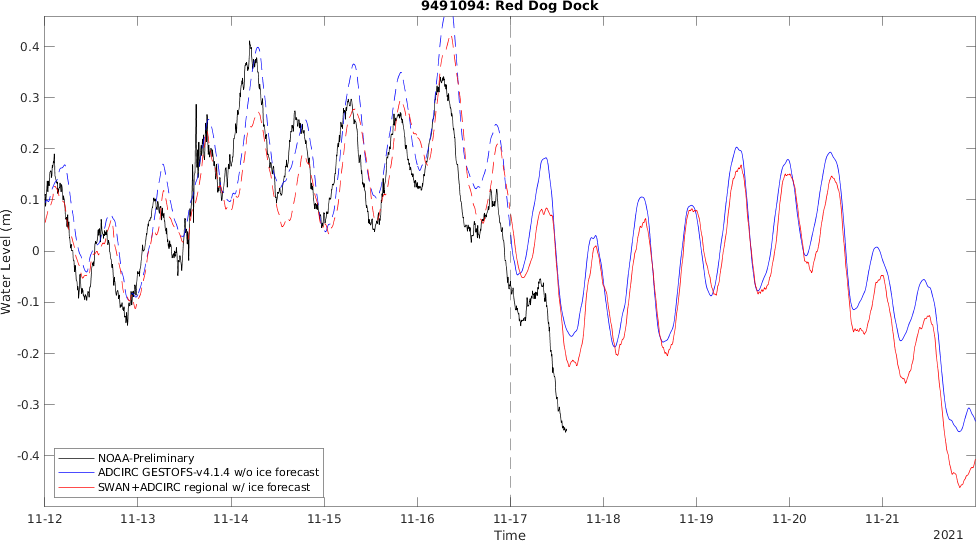 9491094: Red Dog Dock
Water Level (m)
0.4
0.3
0.2
0.1
0
-0.1
-0.2
-0.3
-0.4
NOAA-Preliminary
ADCIRC GESTOFS-v4.1.4 w/o ice forecast
SWAN+ADCIRC regional w/ ice forecast
11-12 11-13 11-14 11-15 11-16 11-17 11-18 11-19 11-20 11-21
Time
2021